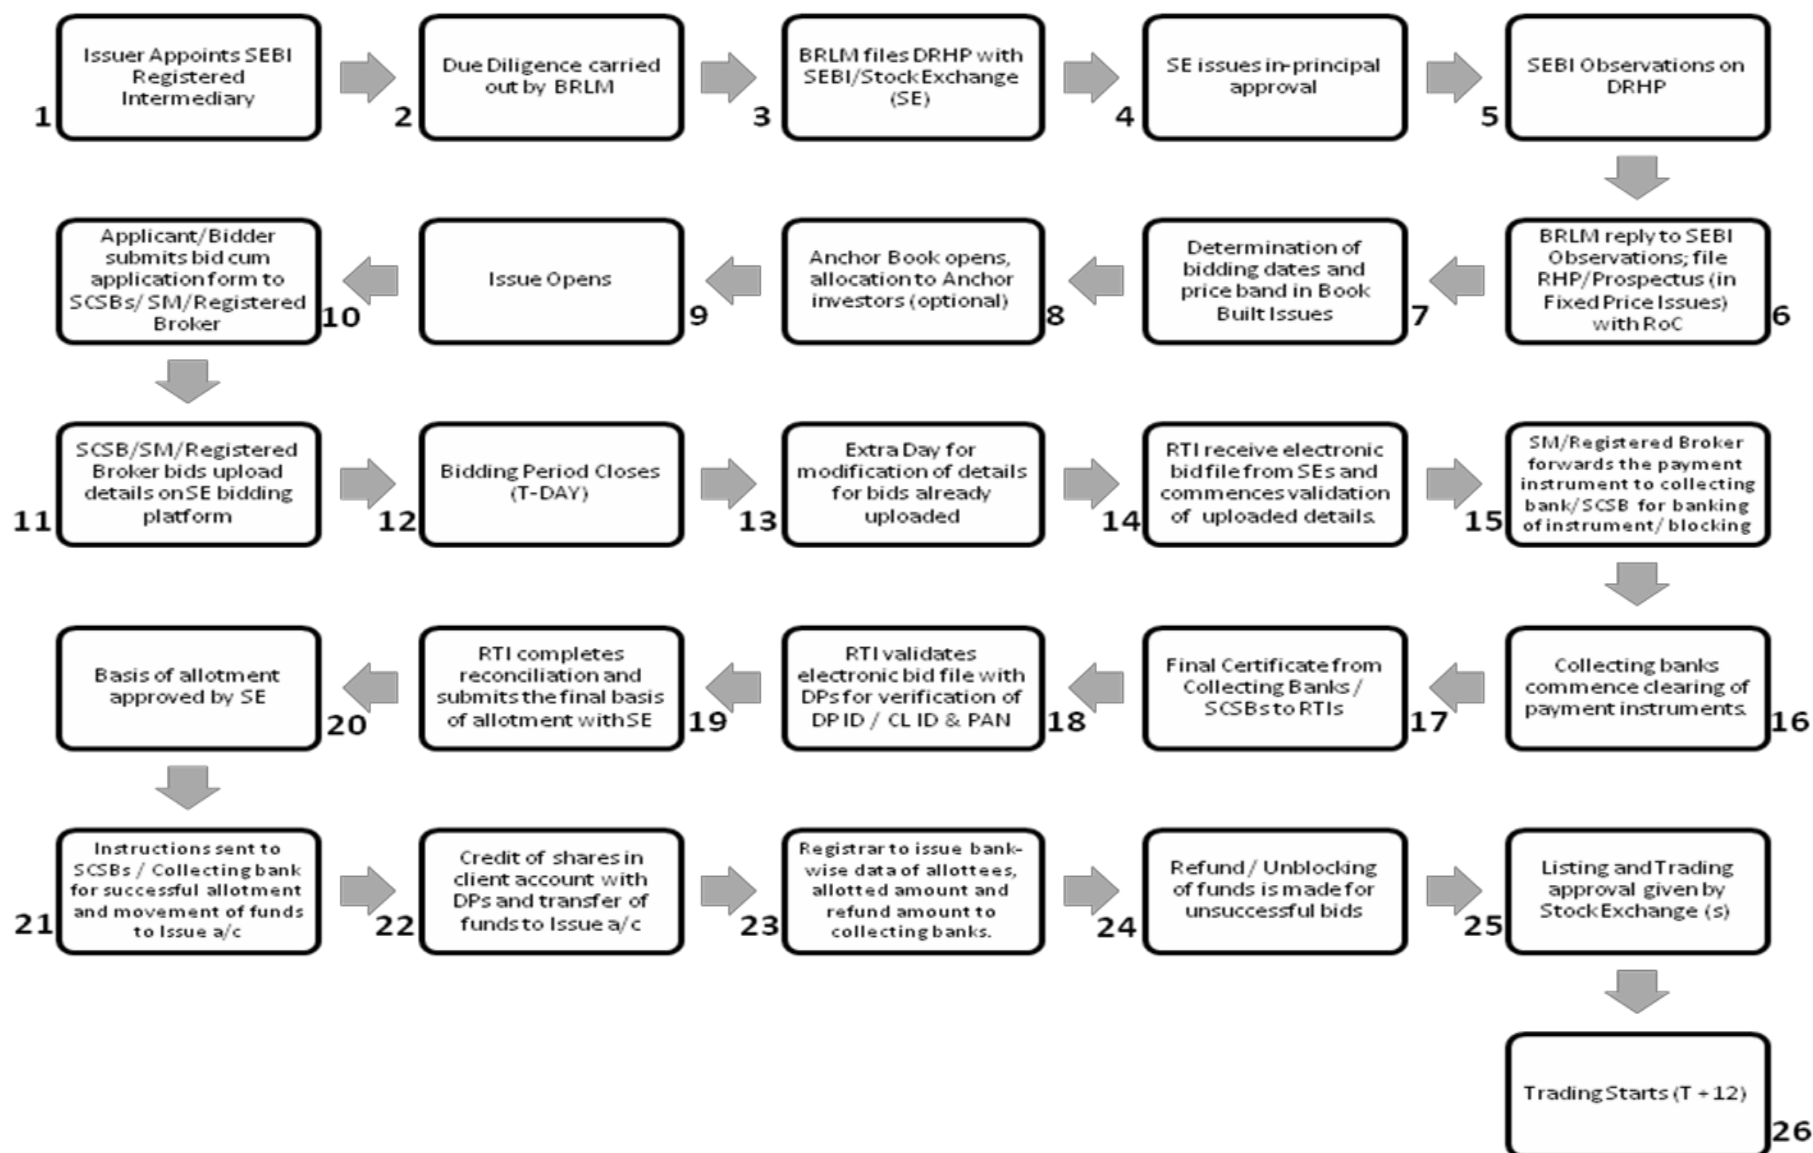 Issuer Appoints SEBI
Registered
Intermediary
1
Due Diligence carried
out by BRLM
2
BRLM files DRHP with
SEBI/Stock Exchange
(SE)
3
SE issues in-principal
approval
4
SEBI Observations on
DRHP
5
BRLM reply to SEBI
Observations; file
RHP/Prospectus (in
Fixed Price Issues)
with RoC
6
Determination of
bidding dates and
price band in Book
Built Issues
7
Anchor Book opens,
allocation to Anchor
investors (optional)
8
Issue Opens
9
Applicant/Bidder
submits bid cum
application form to
SCSBs/ SM/Registered
Broker
10
SCSB/SM/Registered
Broker bids upload
details on SE bidding
platform
11
Bidding Period Closes
(T-DAY)
12
Extra Day for
modification of details
for bids already
uploaded
13
RTI receive electronic
bid file from SEs and
commences validation
of uploaded details.
14
SM/Registered Broker
forwards the payment
instrument to collecting
bank/SCSB for banking
of instrument/ blocking
15
Collecting banks
commence clearing of
payment instruments.
16
Final Certificate from
Collecting Banks /
SCSBs to RTIs
17
RTI validates
electronic bid file with
DPs for verification of
DP ID / CL ID & PAN
18
RTI completes
reconciliation and
submits the final basis
of allotment with SE
19
Basis of allotment
approved by SE
20
Instructions sent to
SCSBs / Collecting bank
for successful allotment
and movement of funds
to Issue a/c
21
Credit of shares in
client account with
DPs and transfer of
funds to Issue a/c
22
Registrar to issue bank-
wise data of allottees,
allotted amount and
refund amount to
collecting banks.
23
Refund / Unblocking
of funds is made for
unsuccessful bids
24
Listing and Trading
approval given by
Stock Exchange (s)
25
Trading Starts (T + 12)
26